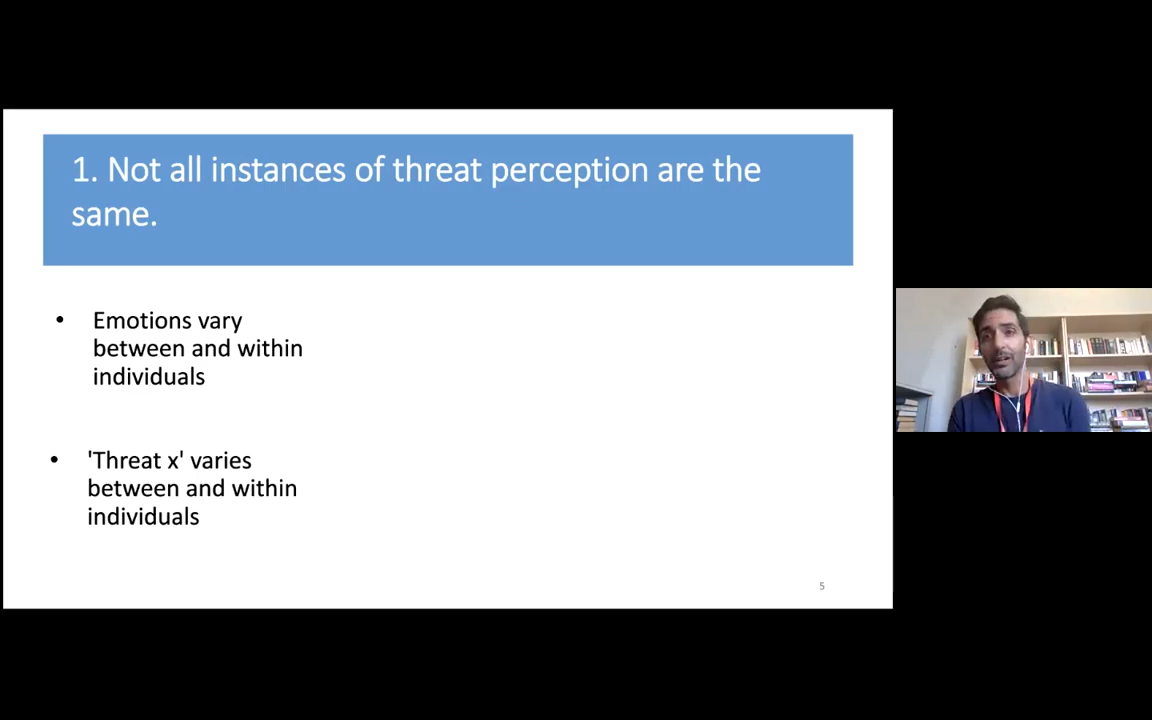 1. Not all instances of threat perception are the
same.
• Emotions vary
between and within
individuals
• 'Threat x' varies
between and within
individuals
5